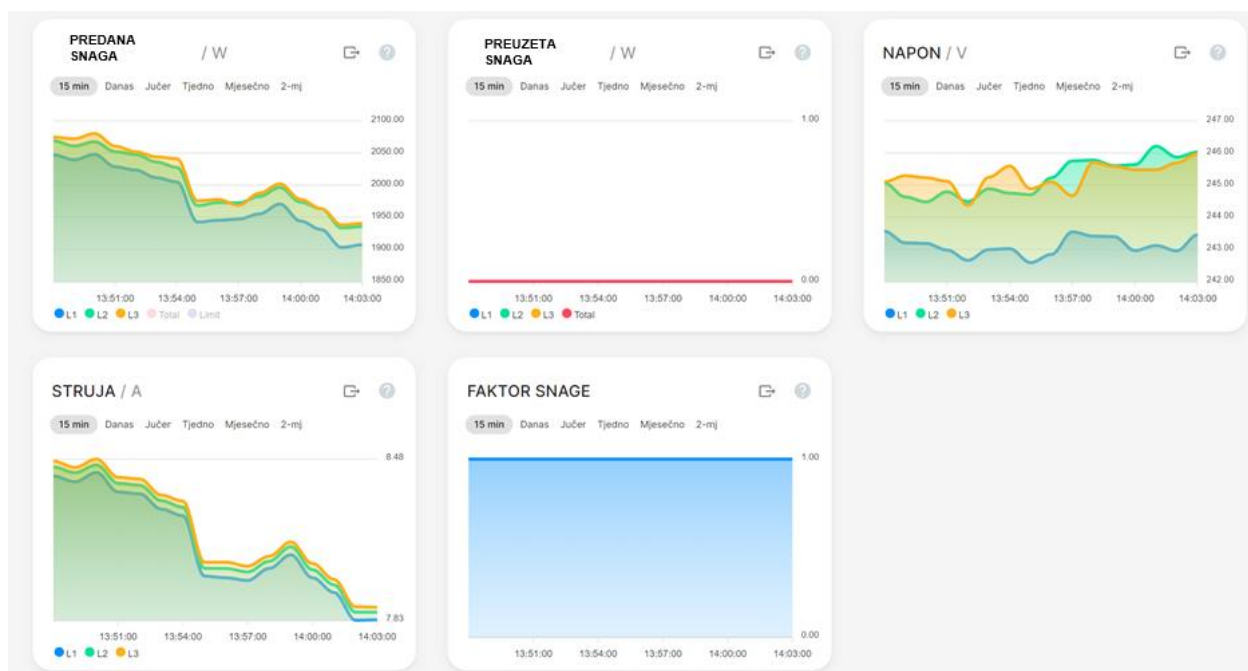 PREDANA
SNAGA / W
15 min Danas Jučer Tjedno Mjesečno 2-mj
2100.00
2050.00
2000.00
1950.00
1900.00
1850.00
13:51:00 13:54:00 13:57:00 14:00:00 14:03:00
L1 L2 L3 Total Limit
PREUZETA
SNAGA / W
15 min Danas Jučer Tjedno Mjesečno 2-mj
1.00
0.00
13:51:00 13:54:00 13:57:00 14:00:00 14:03:00
L1 L2 L3 Total
NAPON / V
15 min Danas Jučer Tjedno Mjesečno 2-mj
247.00
246.00
245.00
244.00
243.00
242.00
13:51:00 13:54:00 13:57:00 14:00:00 14:03:00
L1 L2 L3
STRUJA / A
15 min Danas Jučer Tjedno Mjesečno 2-mj
8.48
7.83
13:51:00 13:54:00 13:57:00 14:00:00 14:03:00
L1 L2 L3
FAKTOR SNAGE
15 min Danas Jučer Tjedno Mjesečno 2-mj
1.00
0.00
13:51:00 13:54:00 13:57:00 14:00:00 14:03:00